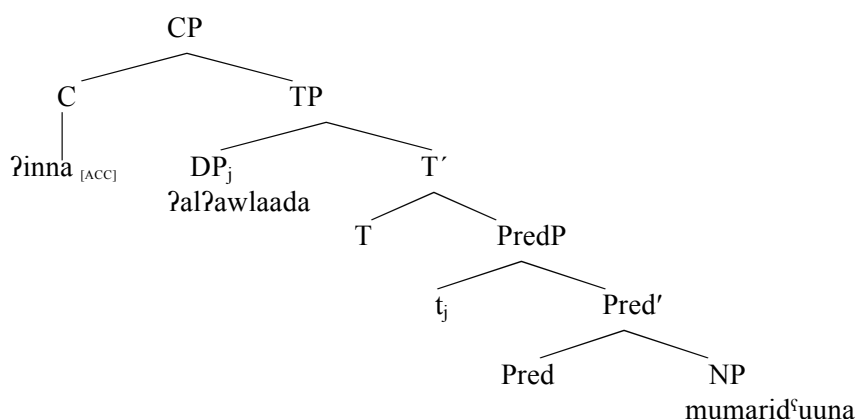 CP
C TP
ʔinna [ACC] DPj T′
ʔalʔawlaada
T PredP
tj Pred′
Pred NP
mumaridˤuuna